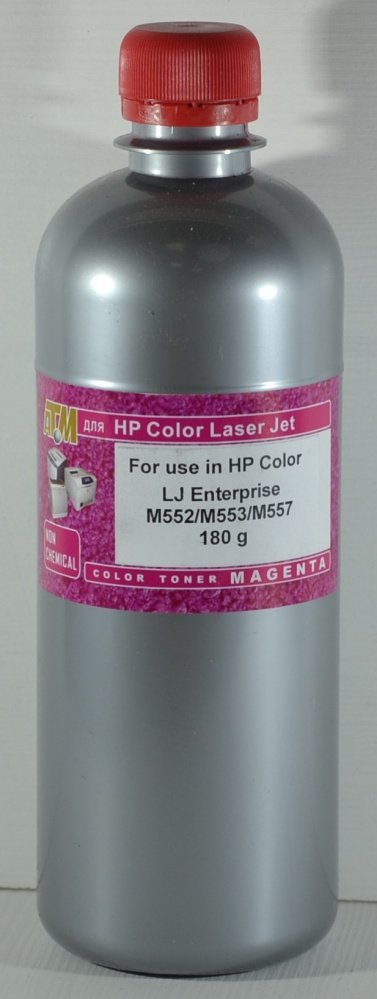 ATM
для HP Color Laser Jet
For use in HP Color
LJ Enterprise
M552/M553/M557
180 g
NON
CHEMICAL
COLOR TONER MAGENTA